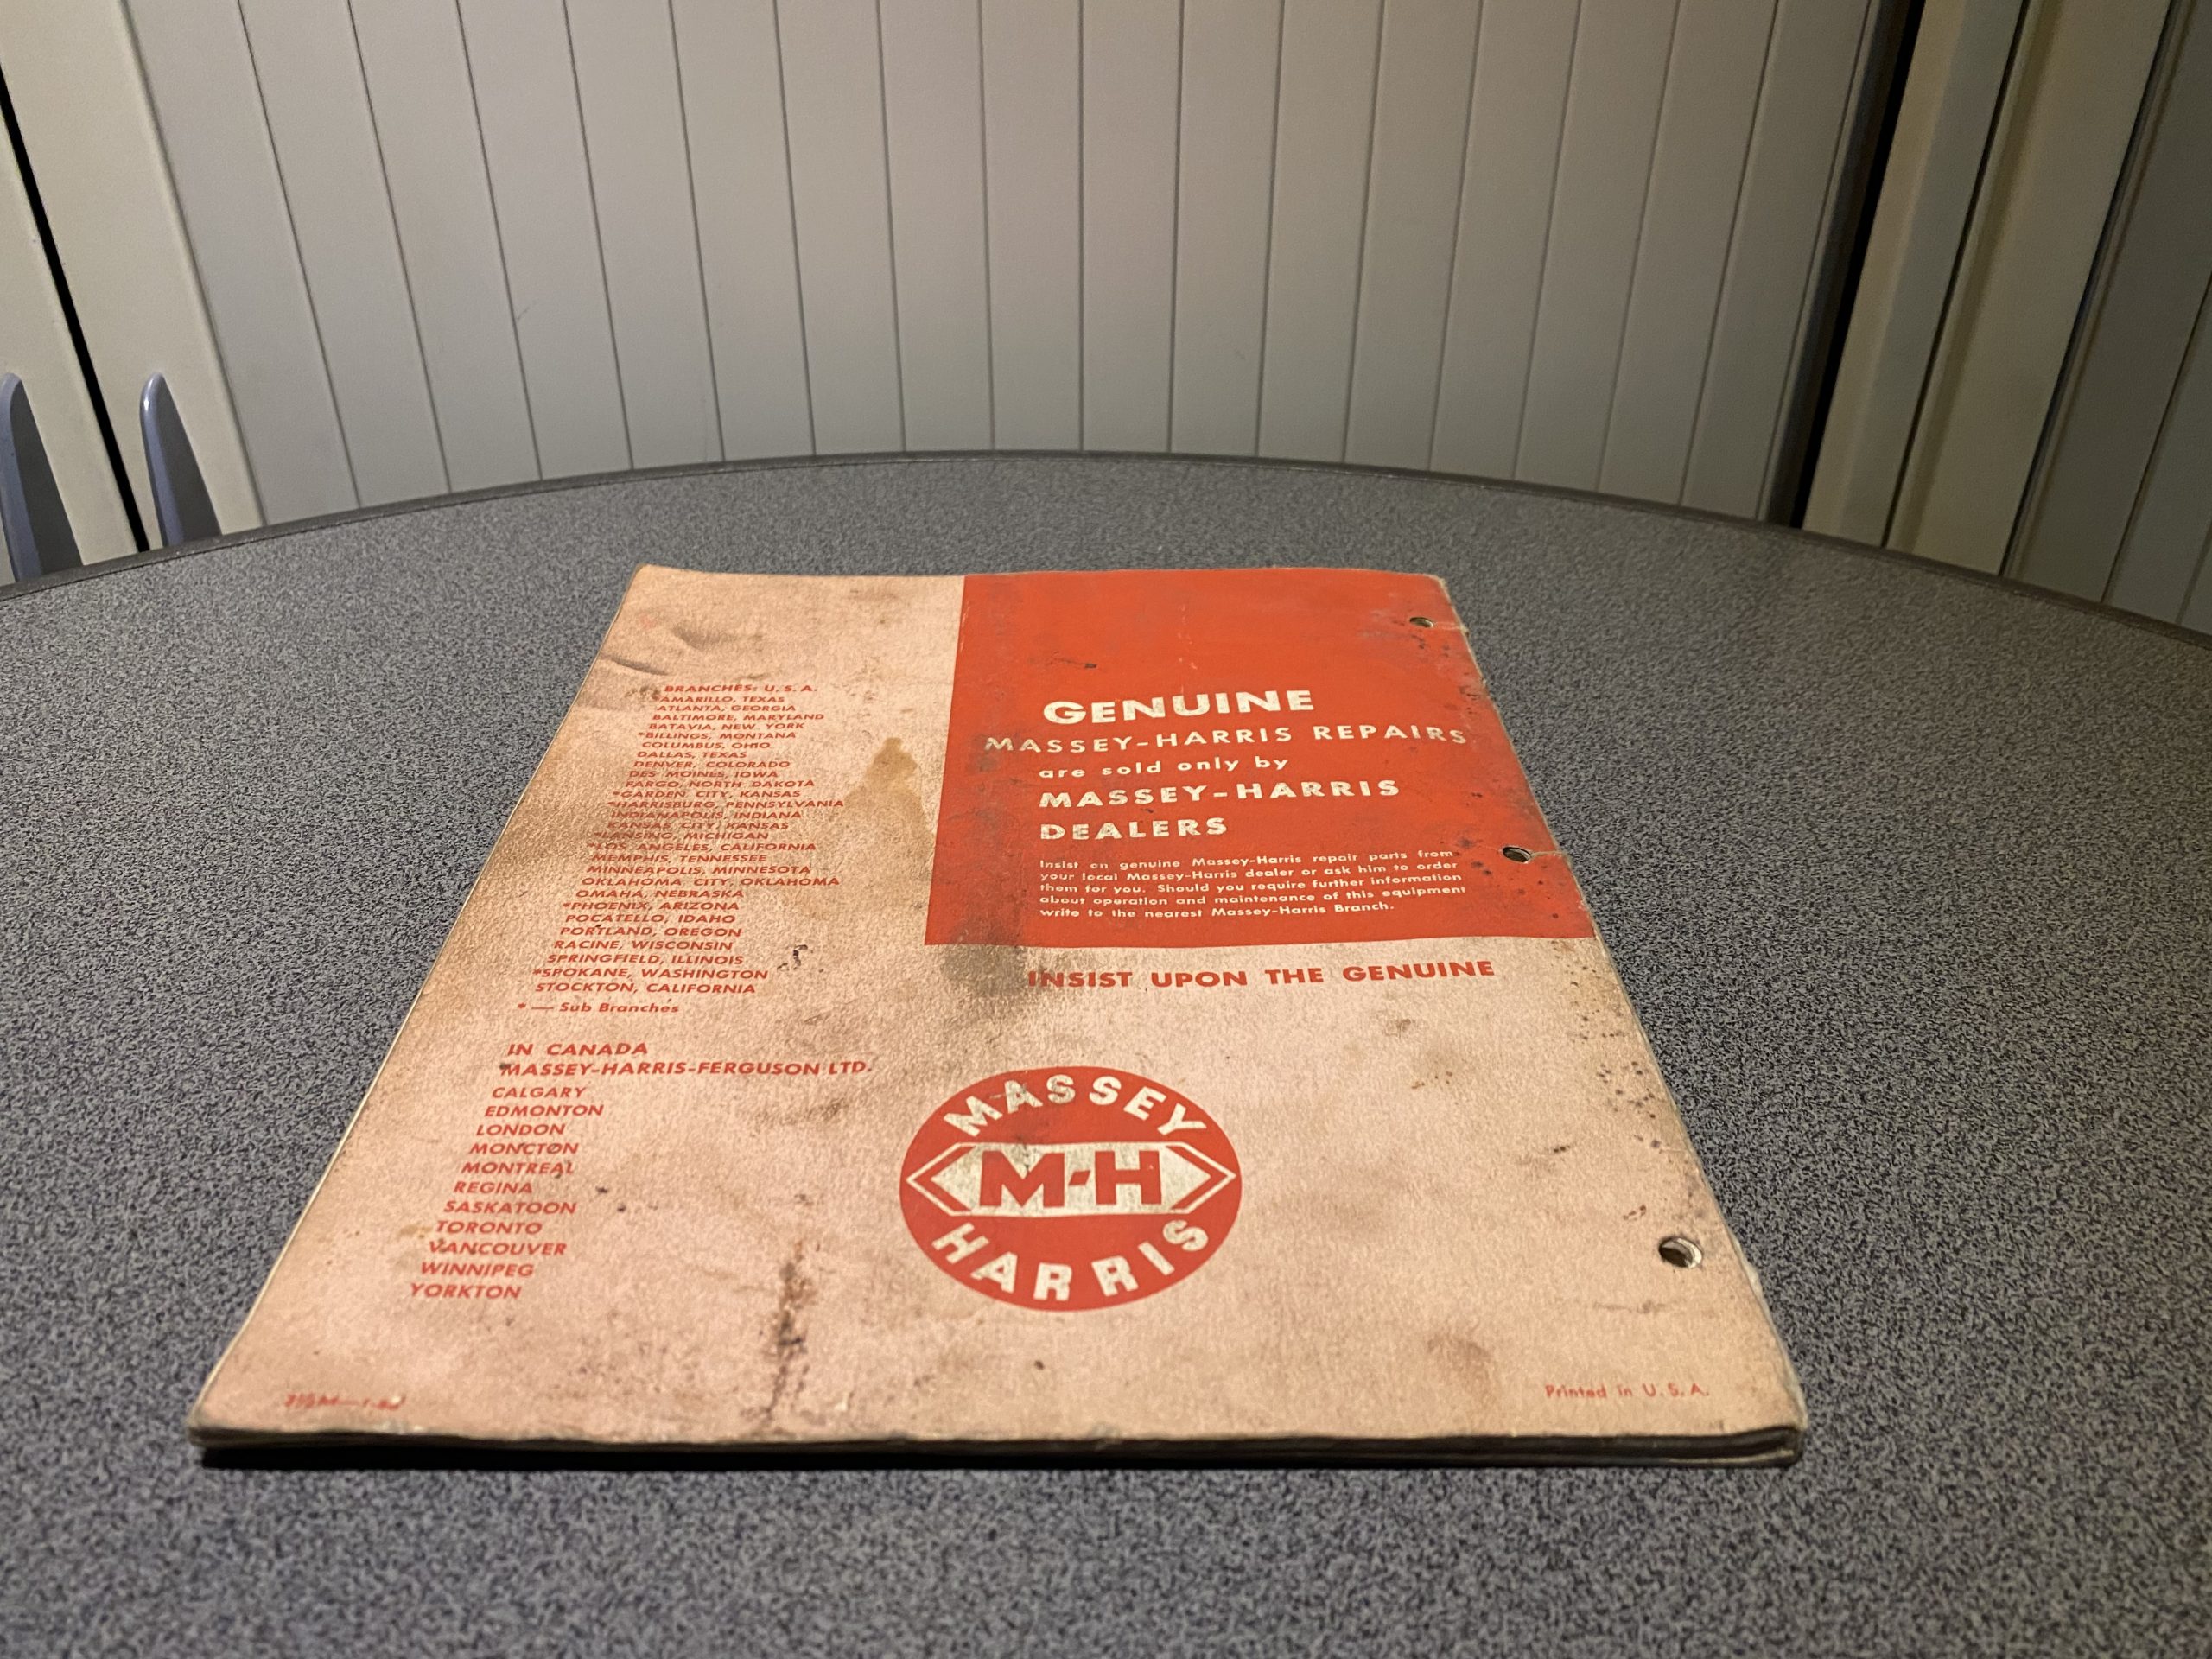 BRANCHES: U. S. A.
AMARILLO, TEXAS
ATLANTA, GEORGIA
BALTIMORE, MARYLAND
BATAVIA, NEW YORK
*BILLINGS, MONTANA
COLUMBUS, OHIO
DALLAS, TEXAS
DENVER, COLORADO
DES MOINES, IOWA
FARGO, NORTH DAKOTA
*GARDEN CITY, KANSAS
*HARRISBURG, PENNSYLVANIA
INDIANAPOLIS, INDIANA
KANSAS CITY, KANSAS
*LANSING, MICHIGAN
*LOS ANGELES, CALIFORNIA
MEMPHIS, TENNESSEE
MINNEAPOLIS, MINNESOTA
OKLAHOMA CITY, OKLAHOMA
OMAHA, NEBRASKA
*PHOENIX, ARIZONA
POCATELLO, IDAHO
PORTLAND, OREGON
RACINE, WISCONSIN
SPRINGFIELD, ILLINOIS
*SPOKANE, WASHINGTON
STOCKTON, CALIFORNIA
* — Sub Branches
IN CANADA
MASSEY-HARRIS-FERGUSON LTD.
CALGARY
EDMONTON
LONDON
MONCTON
MONTREAL
REGINA
SASKATOON
TORONTO
VANCOUVER
WINNIPEG
YORKTON
GENUINE
MASSEY-HARRIS REPAIRS
are sold only by
MASSEY-HARRIS
DEALERS
Insist on genuine Massey-Harris repair parts from
your local Massey-Harris dealer or ask him to order
them for you. Should you require further information
about operation and maintenance of this equipment
write to the nearest Massey-Harris Branch.
INSIST UPON THE GENUINE
MASSEY
M-H
HARRIS
Printed in U. S. A.